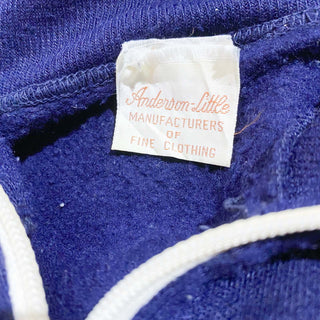 Anderson-Little
MANUFACTURERS
OF
FINE CLOTHING